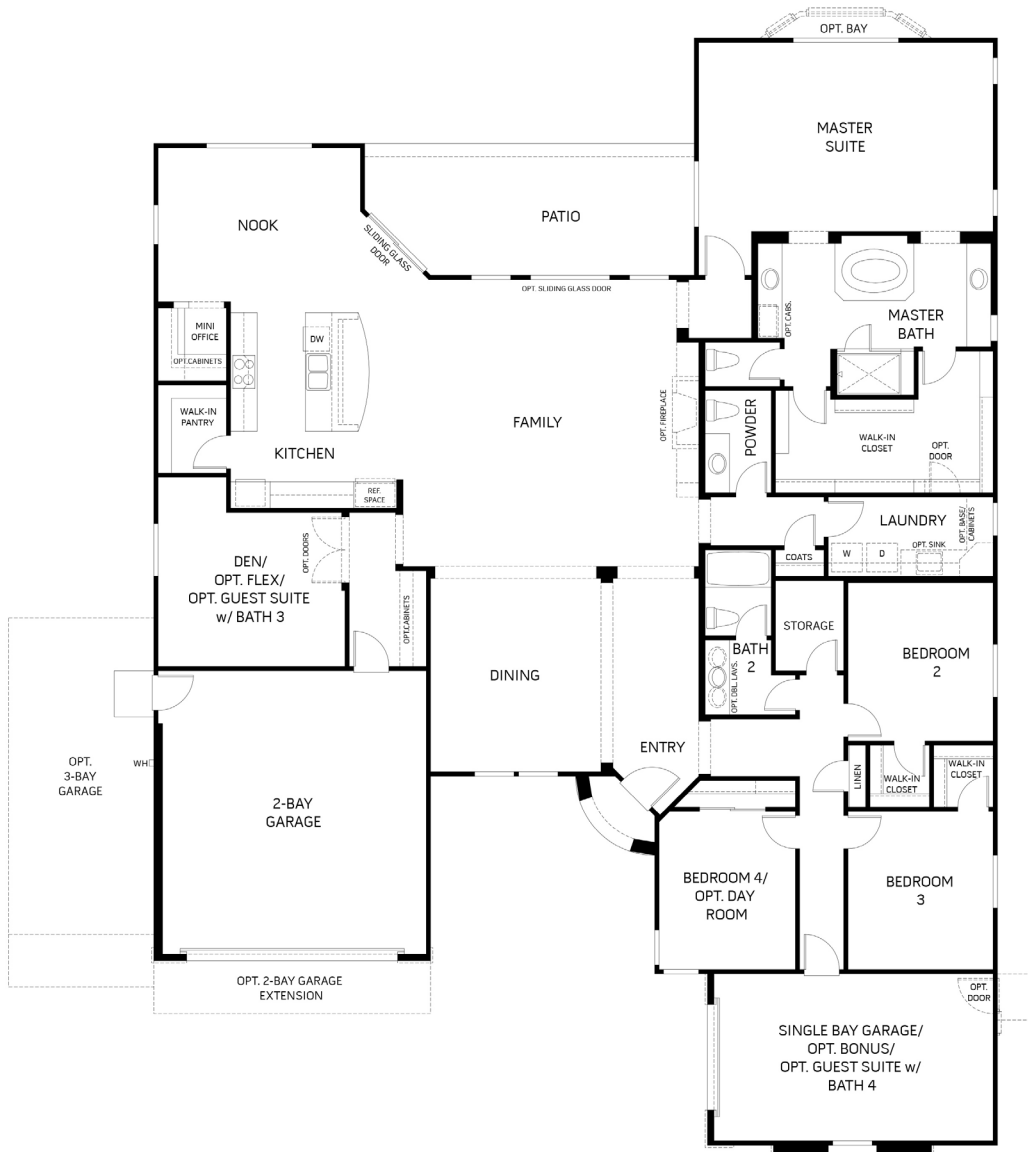 OPT. BAY
MASTER
SUITE
NOOK
PATIO
SLIDING GLASS
DOOR
OPT. SLIDING GLASS DOOR
MINI
OFFICE
OPT.CABINETS
DW
OPT. CABS.
MASTER
BATH
WALK-IN
PANTRY
KITCHEN
REF.
SPACE
FAMILY
OPT. FIREPLACE
POWDER
WALK-IN
CLOSET
OPT.
DOOR
LAUNDRY
OPT. BASE/
CABINETS
OPT. SINK
W
D
COATS
DEN/
OPT. FLEX/
OPT. GUEST SUITE
w/ BATH 3
OPT. DOORS
OPT.CABINETS
DINING
STORAGE
BATH
2
OPT. DBL. LAVS.
BEDROOM
2
ENTRY
OPT.
3-BAY
GARAGE
WH
2-BAY
GARAGE
LINEN
WALK-IN
CLOSET
WALK-IN
CLOSET
BEDROOM 4/
OPT. DAY
ROOM
BEDROOM
3
OPT. 2-BAY GARAGE
EXTENSION
OPT.
DOOR
SINGLE BAY GARAGE/
OPT. BONUS/
OPT. GUEST SUITE w/
BATH 4